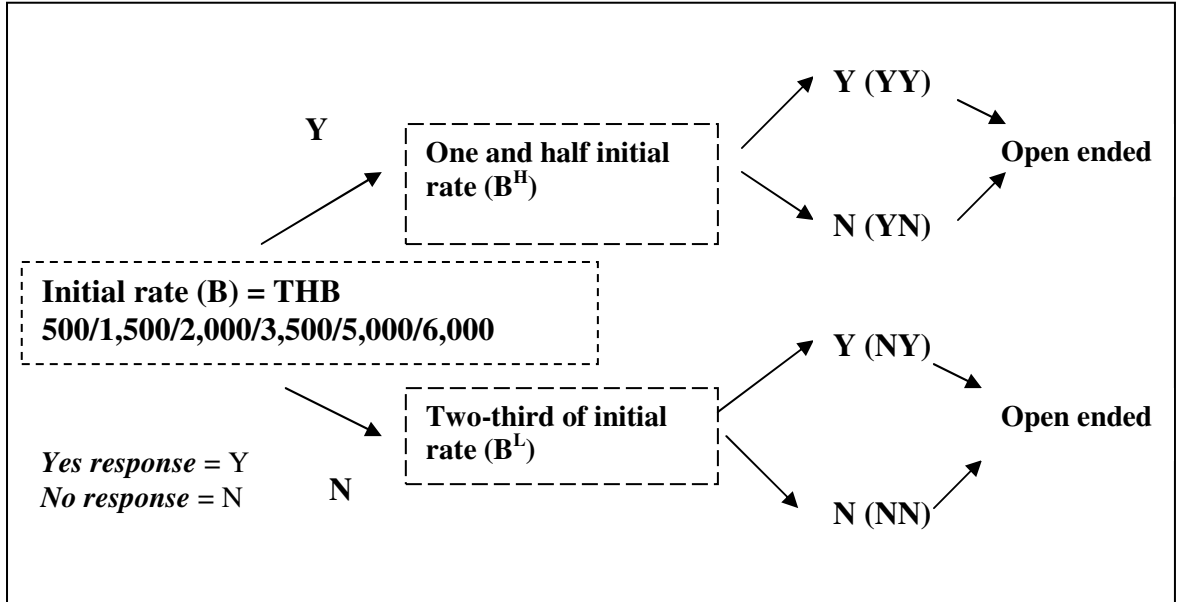 Y (YY)
Y
One and half initial
rate (B^H)
Open ended
N (YN)
Initial rate (B) = THB
500/1,500/2,000/3,500/5,000/6,000
Y (NY)
Two-third of initial
rate (B^L)
Open ended
Yes response = Y
No response = N
N
N (NN)